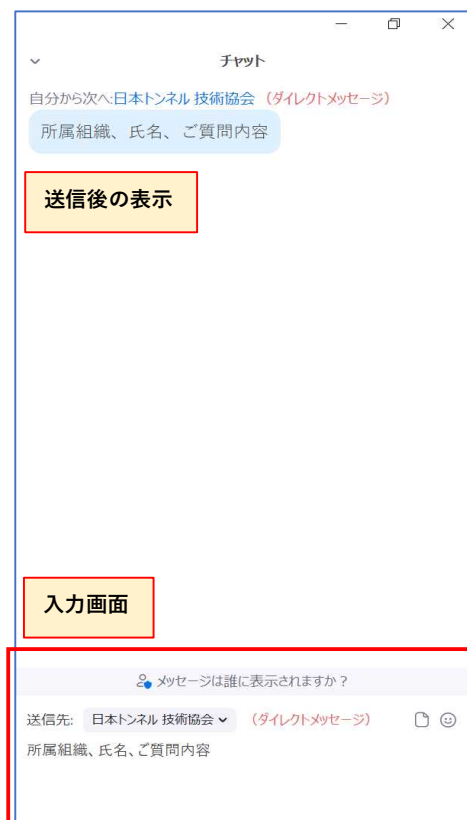 チャット
自分から次へ:日本トンネル 技術協会 (ダイレクトメッセージ)
所属組織、氏名、ご質問内容
送信後の表示
入力画面
メッセージは誰に表示されますか？
送信先: 日本トンネル 技術協会 (ダイレクトメッセージ)
所属組織、氏名、ご質問内容